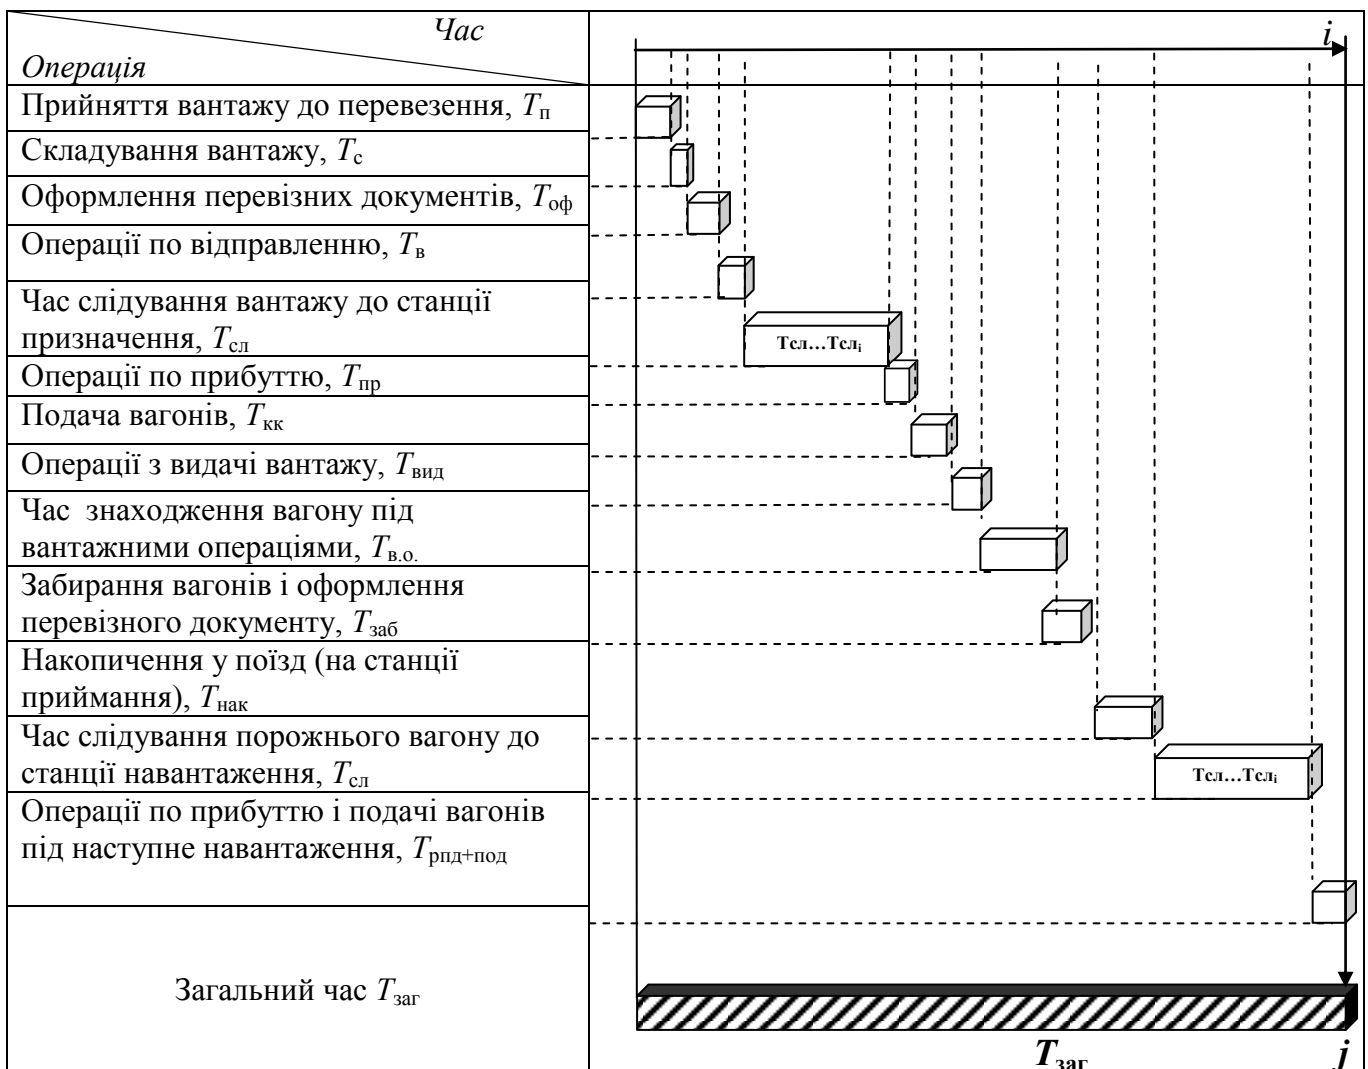 Час
Операція
i
Прийняття вантажу до перевезення, Tп
Складування вантажу, Tс
Оформлення перевізних документів, Tоф
Операції по відправленню, Tв
Час слідування вантажу до станції
призначення, Tсл
Тсл...Тслi
Операції по прибуттю, Tпр
Подача вагонів, Tкк
Операції з видачі вантажу, Tвид
Час знаходження вагону під
вантажними операціями, Tв.о.
Забирання вагонів і оформлення
перевізного документу, Tзаб
Накопичення у поїзд (на станції
приймання), Tнак
Час слідування порожнього вагону до
станції навантаження, Tсл
Тсл...Тслi
Операції по прибуттю і подачі вагонів
під наступне навантаження, Tрпд+под
Загальний час Tзаг
Tзаг
j